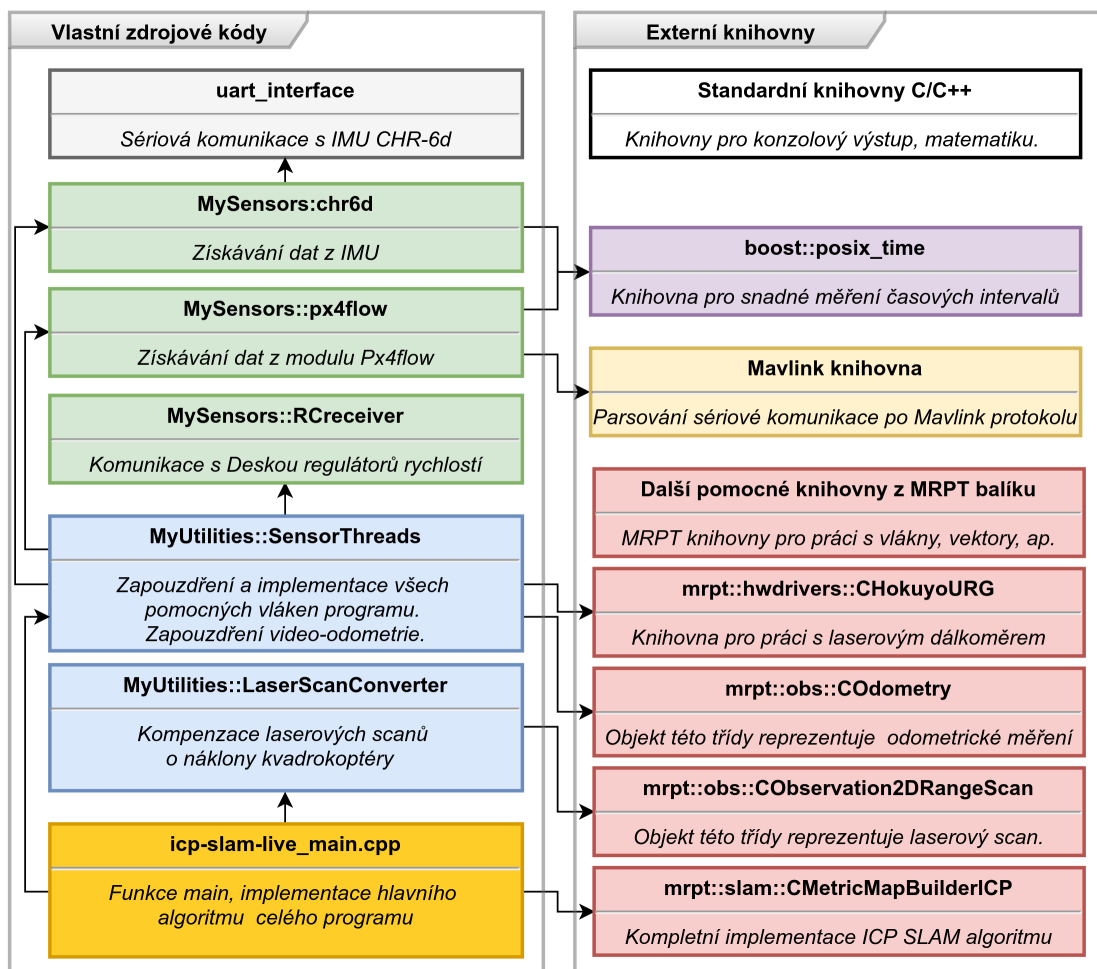 Vlastní zdrojové kódy
uart_interface
Sériová komunikace s IMU CHR-6d
MySensors:chr6d
Získávání dat z IMU
MySensors::px4flow
Získávání dat z modulu Px4flow
MySensors::RCreceiver
Komunikace s Deskou regulátorů rychlostí
MyUtilities::SensorThreads
Zapouzdření a implementace všech
pomocných vláken programu.
Zapouzdření video-odometrie.
MyUtilities::LaserScanConverter
Kompenzace laserových scanů
o náklony kvadrokoptéry
icp-slam-live_main.cpp
Funkce main, implementace hlavního
algoritmu celého programu
Externí knihovny
Standardní knihovny C/C++
Knihovny pro konzolový výstup, matematiku.
boost::posix_time
Knihovna pro snadné měření časových intervalů
Mavlink knihovna
Parsování sériové komunikace po Mavlink protokolu
Další pomocné knihovny z MRPT balíku
MRPT knihovny pro práci s vlákny, vektory, ap.
mrpt::hwdrivers::CHokuyoURG
Knihovna pro práci s laserovým dálkoměrem
mrpt::obs::COdometry
Objekt této třídy reprezentuje odometrické měření
mrpt::obs::CObservation2DRangeScan
Objekt této třídy reprezentuje laserový scan.
mrpt::slam::CMetricMapBuilderICP
Kompletní implementace ICP SLAM algoritmu